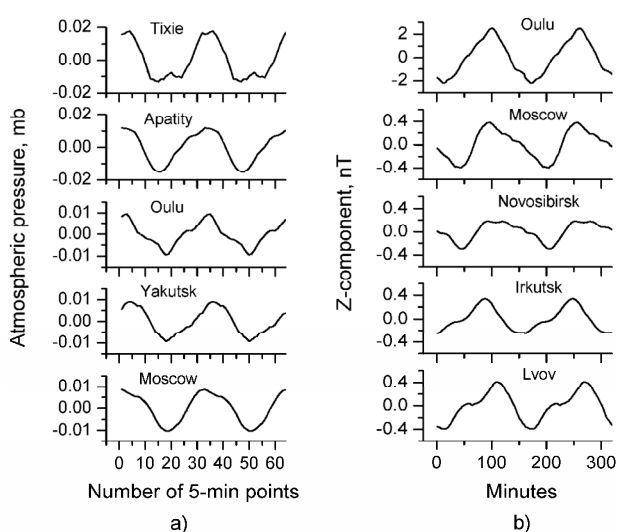 Atmospheric pressure, mb
Tixie
0.02
0.00
-0.02
Apatity
0.02
0.00
-0.02
Oulu
0.01
0.00
-0.01
Yakutsk
0.01
0.00
-0.01
Moscow
0.01
0.00
-0.01
0 10 20 30 40 50 60
Number of 5-min points
a)
Z-component, nT
Oulu
2
0
-2
Moscow
0.4
0.0
-0.4
Novosibirsk
0.4
0.0
-0.4
Irkutsk
0.4
0.0
-0.4
Lvov
0.4
0.0
-0.4
0 100 200 300
Minutes
b)